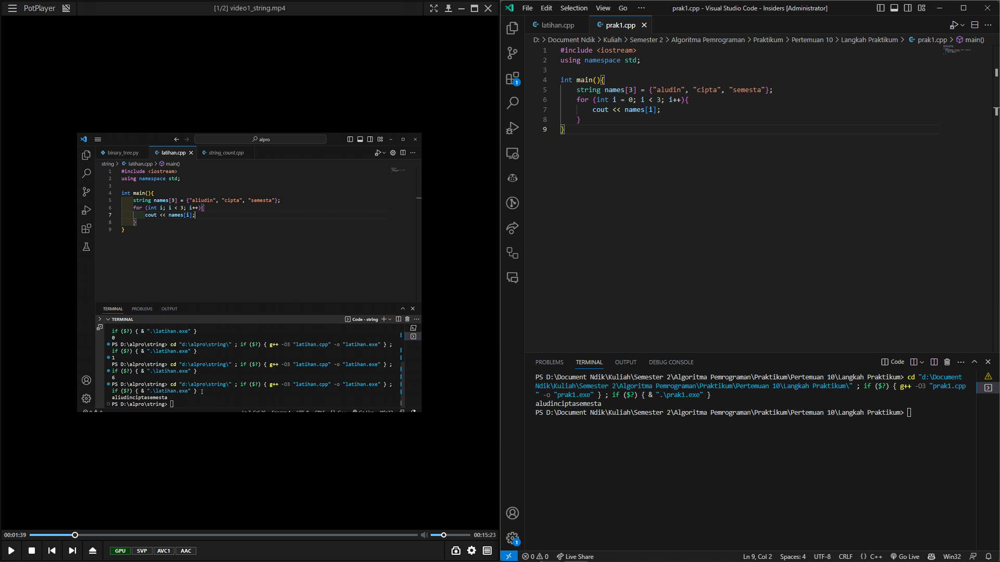 PotPlayer
[1/2] video1_string.mp4
alpro
binary_tree.py
latihan.cpp
string_count.cpp
string > latihan.cpp > main()
1 #include <iostream>
2 using namespace std;
3
4 int main(){
5 string names[3] = {"aliudin", "cipta", "semesta"};
6 for (int i; i < 3; i++){
7 cout << names[i];
8 }
9 }
TERMINAL PROBLEMS OUTPUT
TERMINAL
Code - string
if ($?) { & ".\latihan.exe" }
0
PS D:\alpro\string> cd "d:\alpro\string\" ; if ($?) { g++ -O3 "latihan.cpp" -o "latihan.exe" } ;
if ($?) { & ".\latihan.exe" }
1
PS D:\alpro\string> cd "d:\alpro\string\" ; if ($?) { g++ -O3 "latihan.cpp" -o "latihan.exe" } ;
if ($?) { & ".\latihan.exe" }
6
PS D:\alpro\string> cd "d:\alpro\string\" ; if ($?) { g++ -O3 "latihan.cpp" -o "latihan.exe" } ;
if ($?) { & ".\latihan.exe" }
aliudinciptasemesta
PS D:\alpro\string>
00:01:39
00:15:23
GPU SVP AVC1 AAC
File Edit Selection View Go ···
prak1.cpp - Visual Studio Code - Insiders [Administrator]
latihan.cpp
prak1.cpp
D: > Document Ndik > Kuliah > Semester 2 > Algoritma Pemrograman > Praktikum > Pertemuan 10 > Langkah Praktikum > prak1.cpp > main()
1 #include <iostream>
2 using namespace std;
3
4 int main(){
5 string names[3] = {"aludin", "cipta", "semesta"};
6 for (int i = 0; i < 3; i++){
7 cout << names[i];
8 }
9 }
1
PROBLEMS TERMINAL OUTPUT DEBUG CONSOLE
Code
PS D:\Document Ndik\Kuliah\Semester 2\Algoritma Pemrograman\Praktikum\Pertemuan 10\Langkah Praktikum> cd "d:\Document
Ndik\Kuliah\Semester 2\Algoritma Pemrograman\Praktikum\Pertemuan 10\Langkah Praktikum\" ; if ($?) { g++ -O3 "prak1.cpp
" -o "prak1.exe" } ; if ($?) { & ".\prak1.exe" }
aludinciptasemesta
PS D:\Document Ndik\Kuliah\Semester 2\Algoritma Pemrograman\Praktikum\Pertemuan 10\Langkah Praktikum>
1
0 0 Live Share
Ln 9, Col 2 Spaces: 4 UTF-8 CRLF {} C++ Go Live Win32